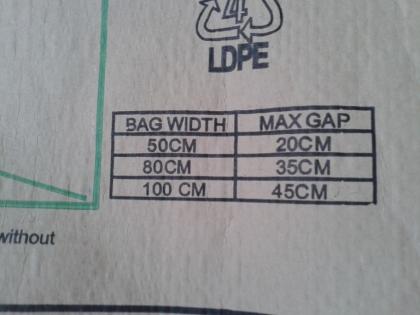 4
LDPE
BAG WIDTH MAX GAP
50CM 20CM
80CM 35CM
100 CM 45CM
without